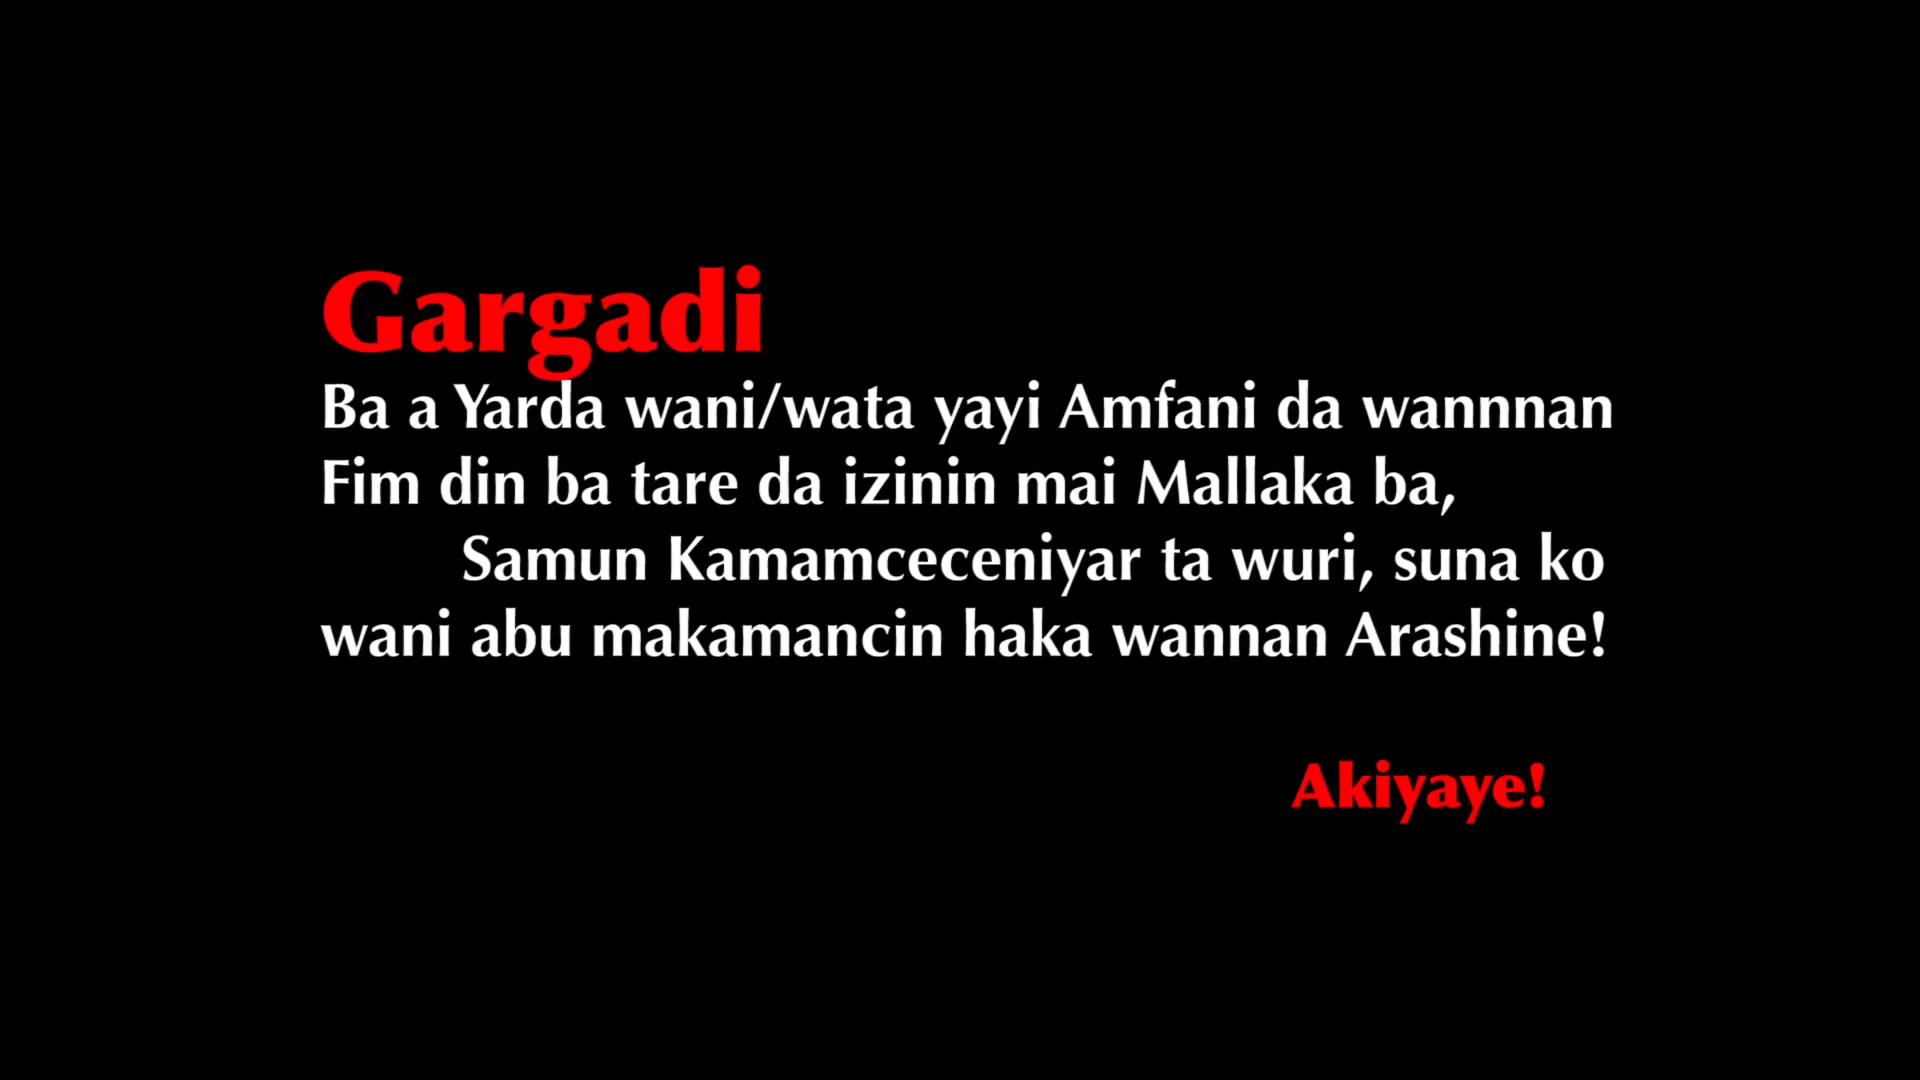 Gargadi
Ba a Yarda wani/wata yayi Amfani da wannnan
Fim din ba tare da izinin mai Mallaka ba,
Samun Kamamceceniyar ta wuri, suna ko
wani abu makamancin haka wannan Arashine!
Akiyaye!